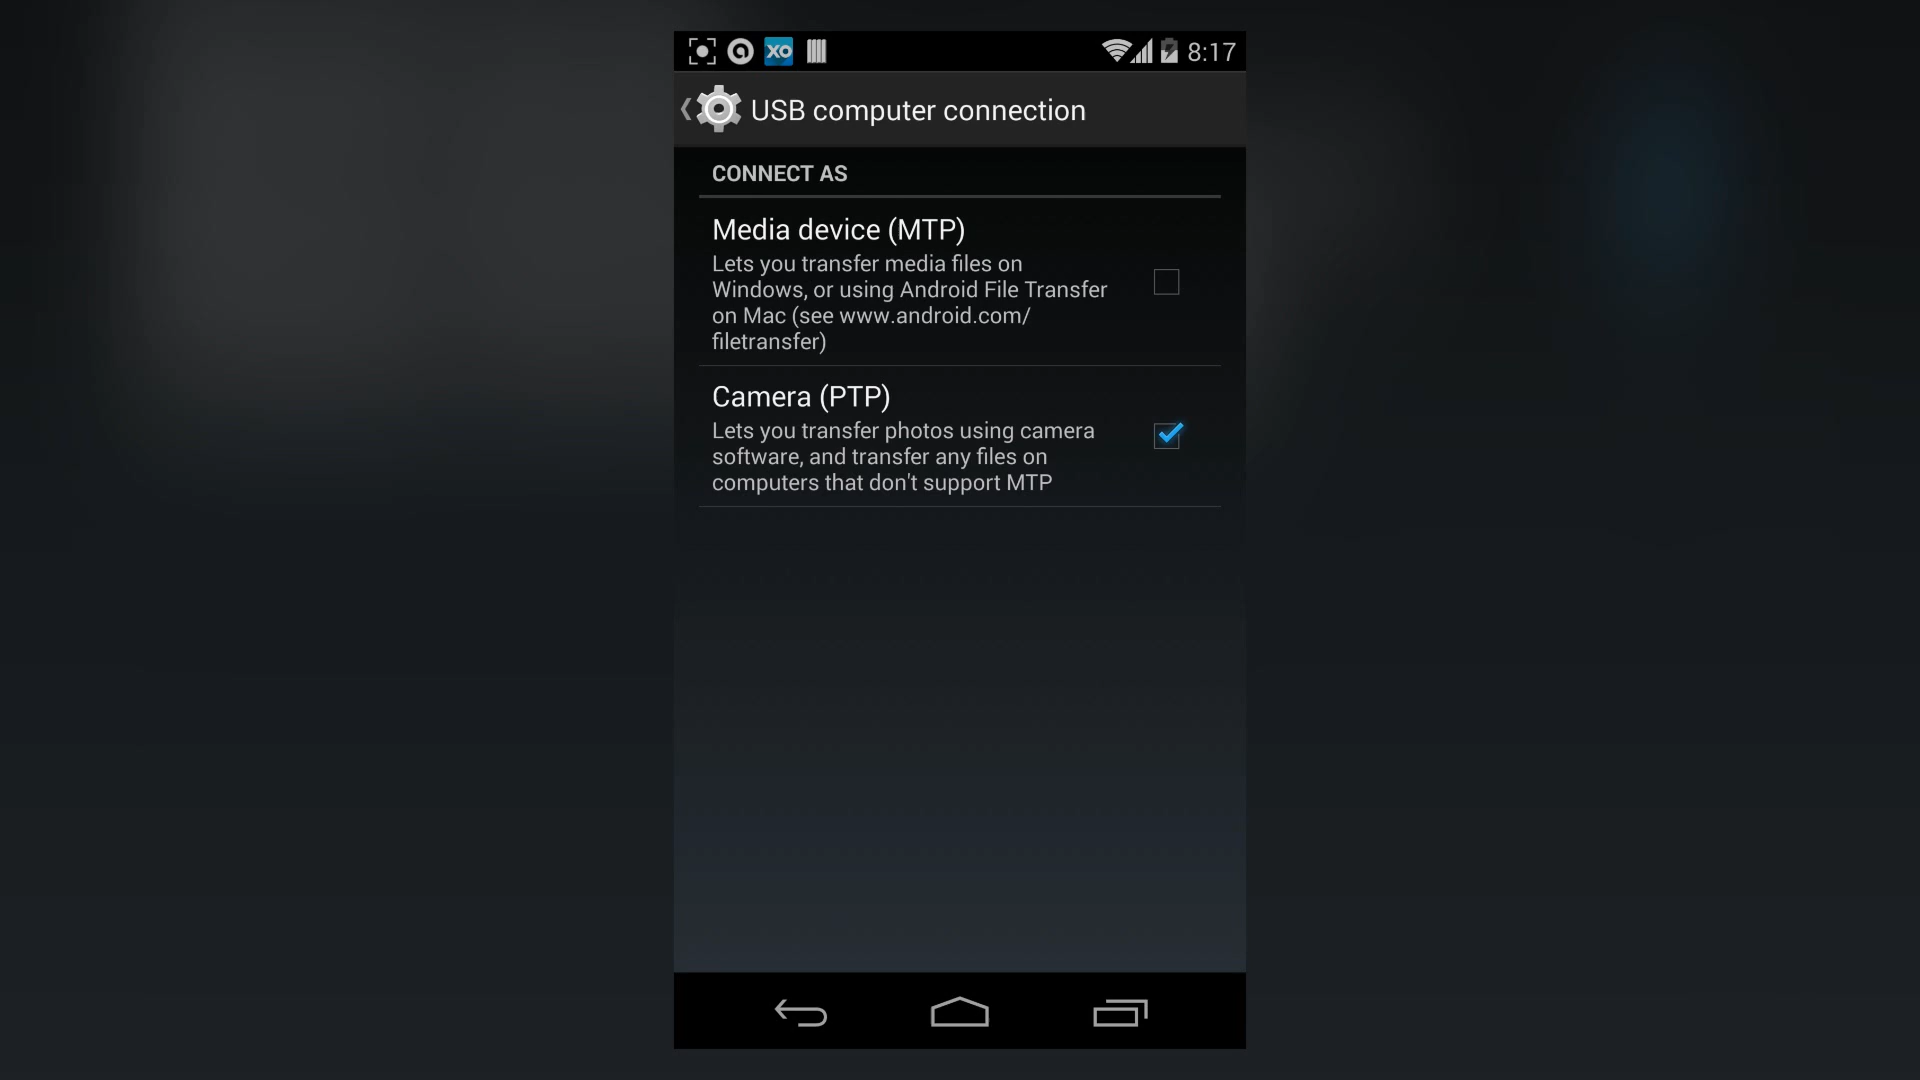 XO 8:17
USB computer connection
CONNECT AS
Media device (MTP)
Lets you transfer media files on
Windows, or using Android File Transfer
on Mac (see www.android.com/
filetransfer)
Camera (PTP)
Lets you transfer photos using camera
software, and transfer any files on
computers that don't support MTP